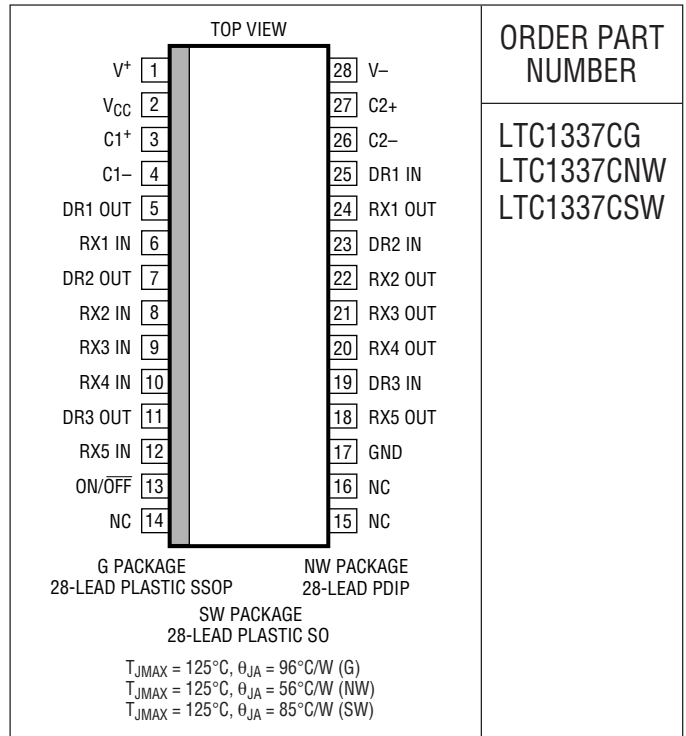 TOP VIEW
ORDER PART
NUMBER
V+ 1 28 V–
VCC 2 27 C2+
C1+ 3 26 C2–
C1– 4 25 DR1 IN
DR1 OUT 5 24 RX1 OUT
RX1 IN 6 23 DR2 IN
DR2 OUT 7 22 RX2 OUT
RX2 IN 8 21 RX3 OUT
RX3 IN 9 20 RX4 OUT
RX4 IN 10 19 DR3 IN
DR3 OUT 11 18 RX5 OUT
RX5 IN 12 17 GND
ON/OFF 13 16 NC
NC 14 15 NC
LTC1337CG
LTC1337CNW
LTC1337CSW
G PACKAGE
28-LEAD PLASTIC SSOP
NW PACKAGE
28-LEAD PDIP
SW PACKAGE
28-LEAD PLASTIC SO
TJMAX = 125°C, θJA = 96°C/W (G)
TJMAX = 125°C, θJA = 56°C/W (NW)
TJMAX = 125°C, θJA = 85°C/W (SW)